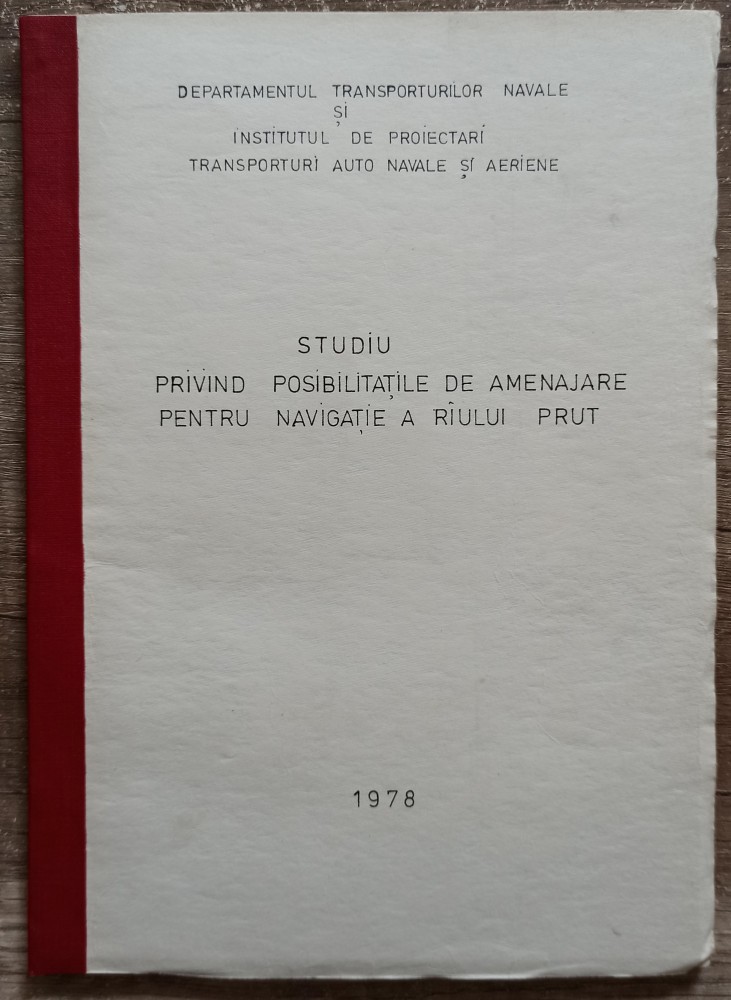 DEPARTAMENTUL TRANSPORTURILOR NAVALE
ȘI
INSTITUTUL DE PROIECTARI
TRANSPORTURI AUTO NAVALE ȘI AERIENE
STUDIU
PRIVIND POSIBILITAȚILE DE AMENAJARE
PENTRU NAVIGAȚIE A RÎULUI PRUT
1978